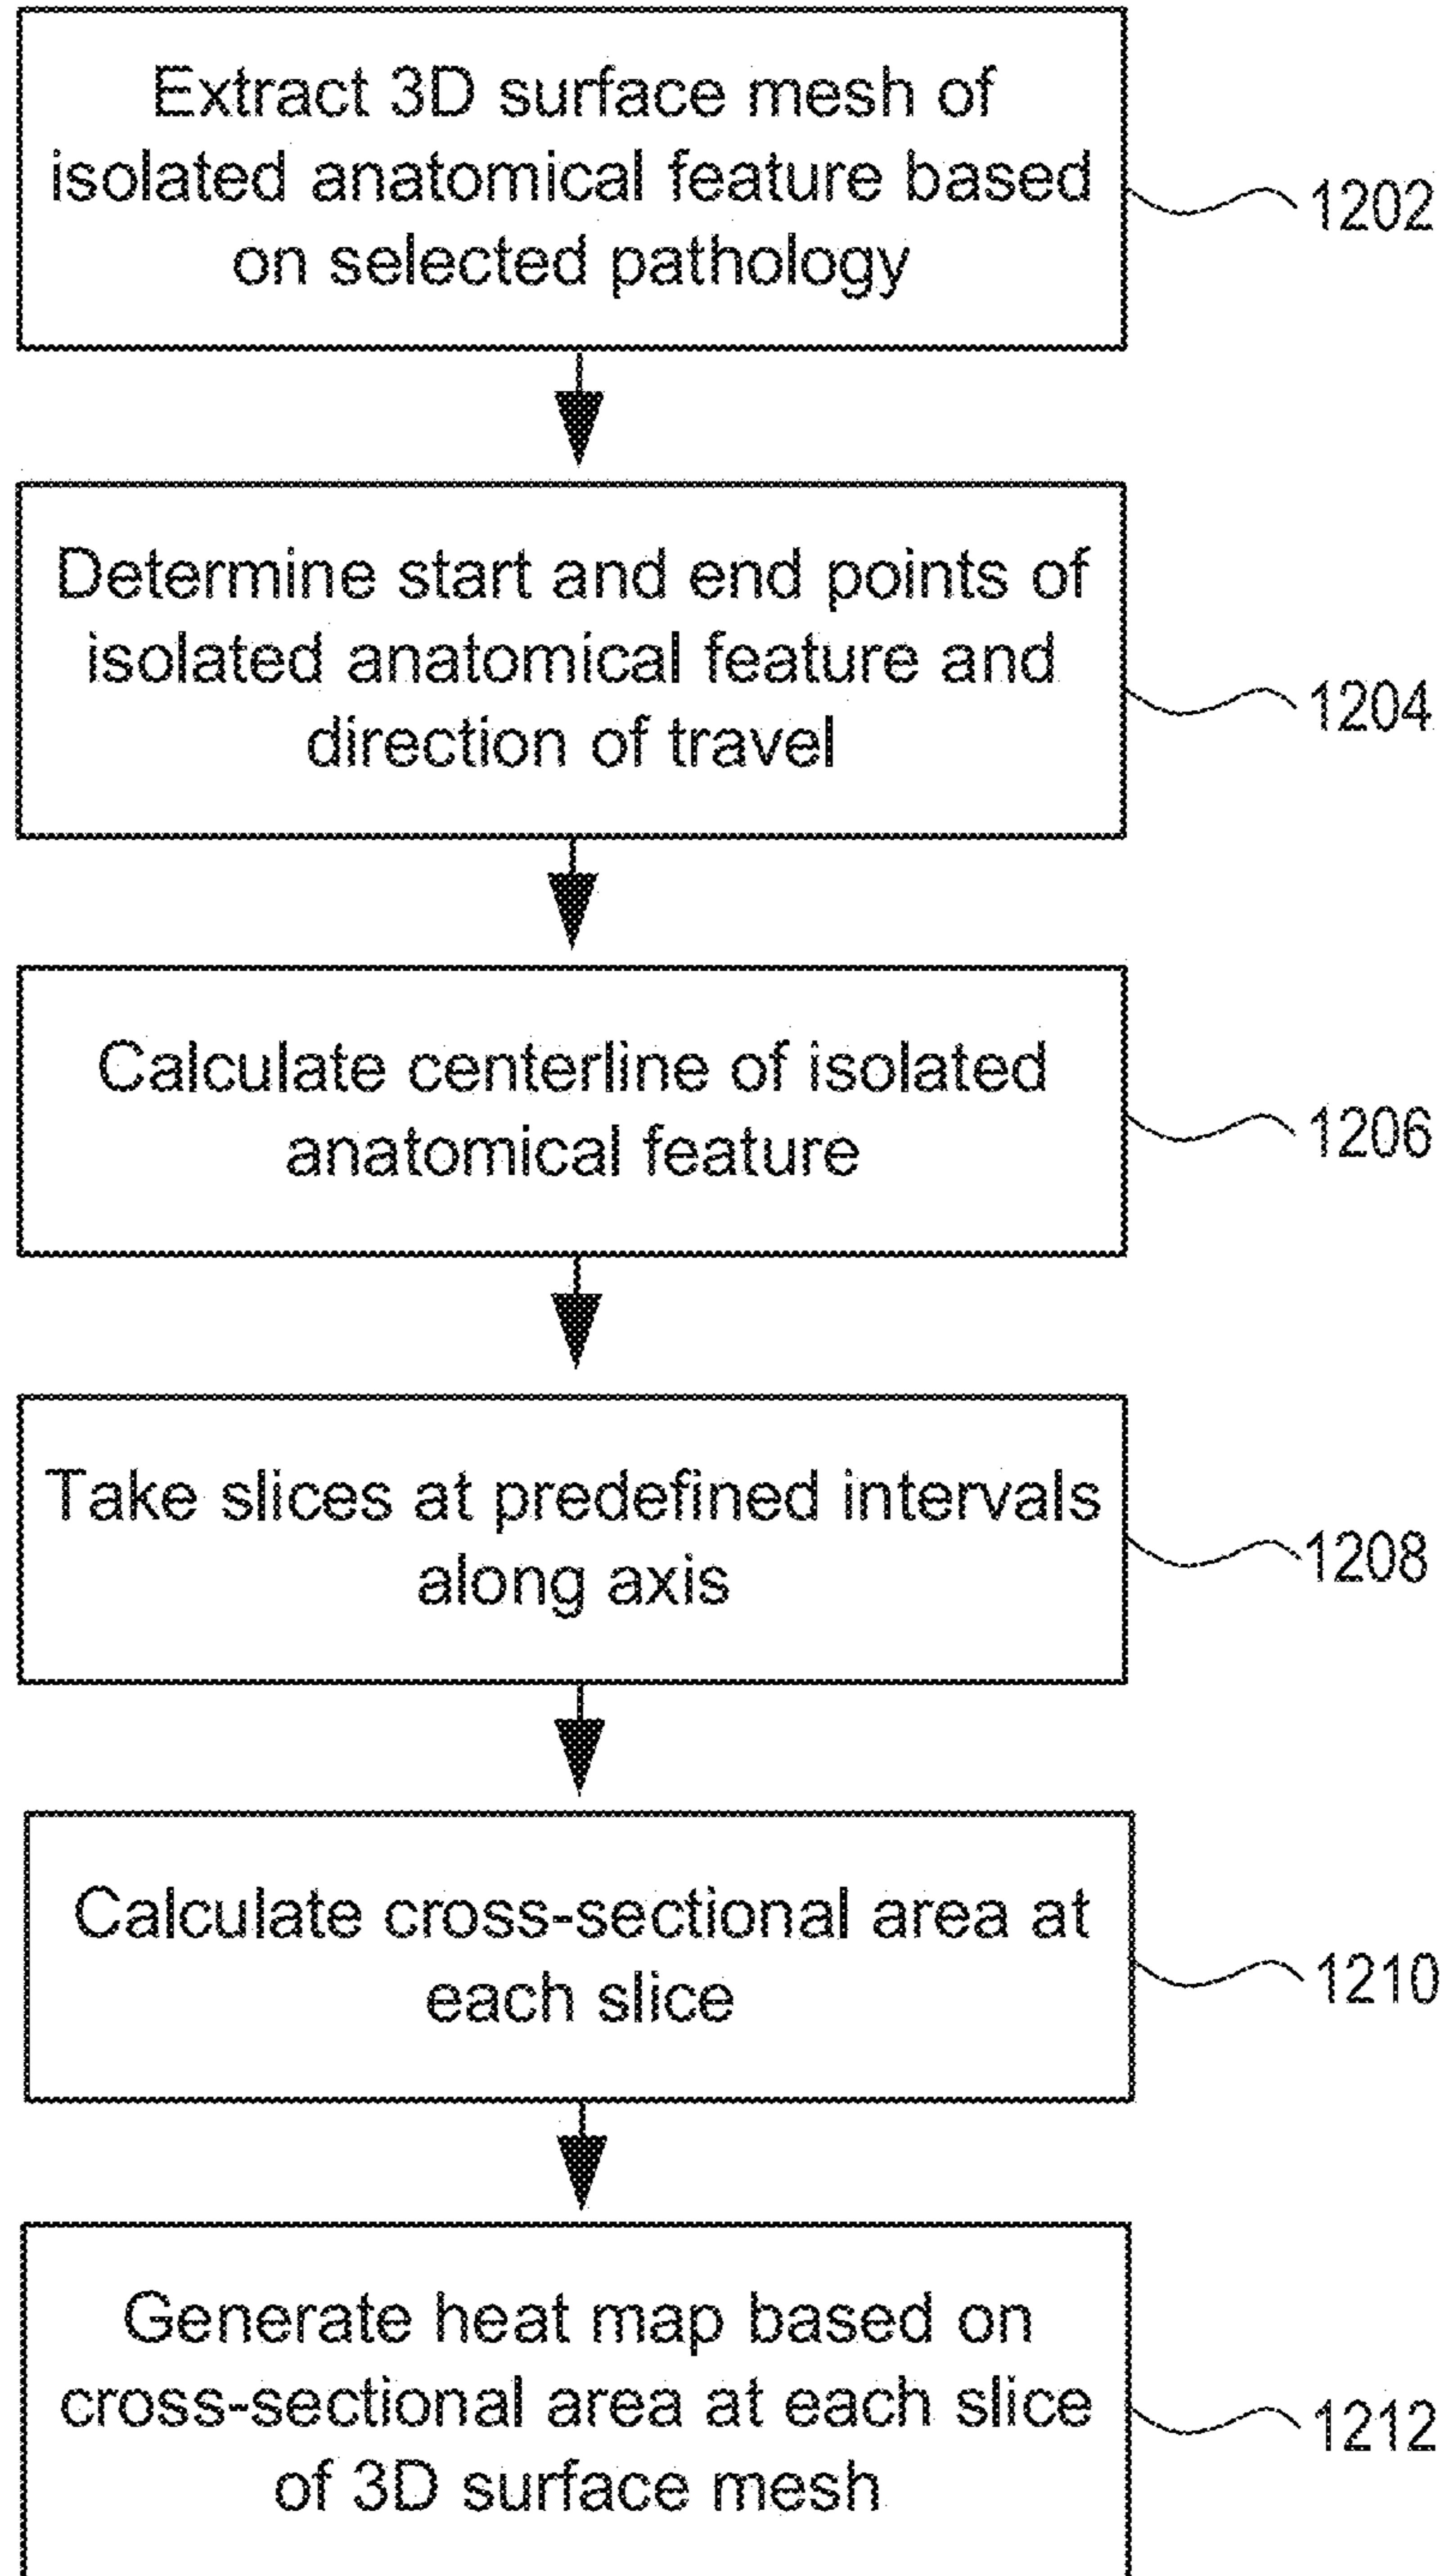 Extract 3D surface mesh of
isolated anatomical feature based
on selected pathology
1202
Determine start and end points of
isolated anatomical feature and
direction of travel
1204
Calculate centerline of isolated
anatomical feature
1206
Take slices at predefined intervals
along axis
1208
Calculate cross-sectional area at
each slice
1210
Generate heat map based on
cross-sectional area at each slice
of 3D surface mesh
1212